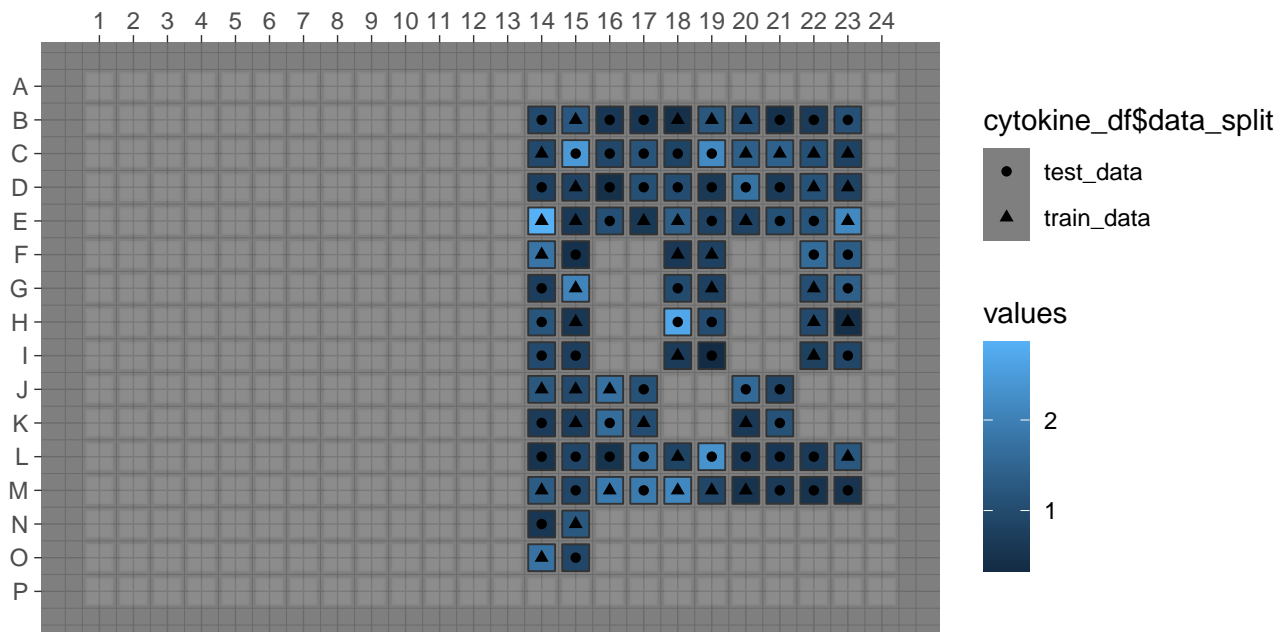 1 2 3 4 5 6 7 8 9 10 11 12 13 14 15 16 17 18 19 20 21 22 23 24
A
B
C
D
E
F
G
H
I
J
K
L
M
N
O
P
cytokine_df$data_split
test_data
train_data
values
2
1